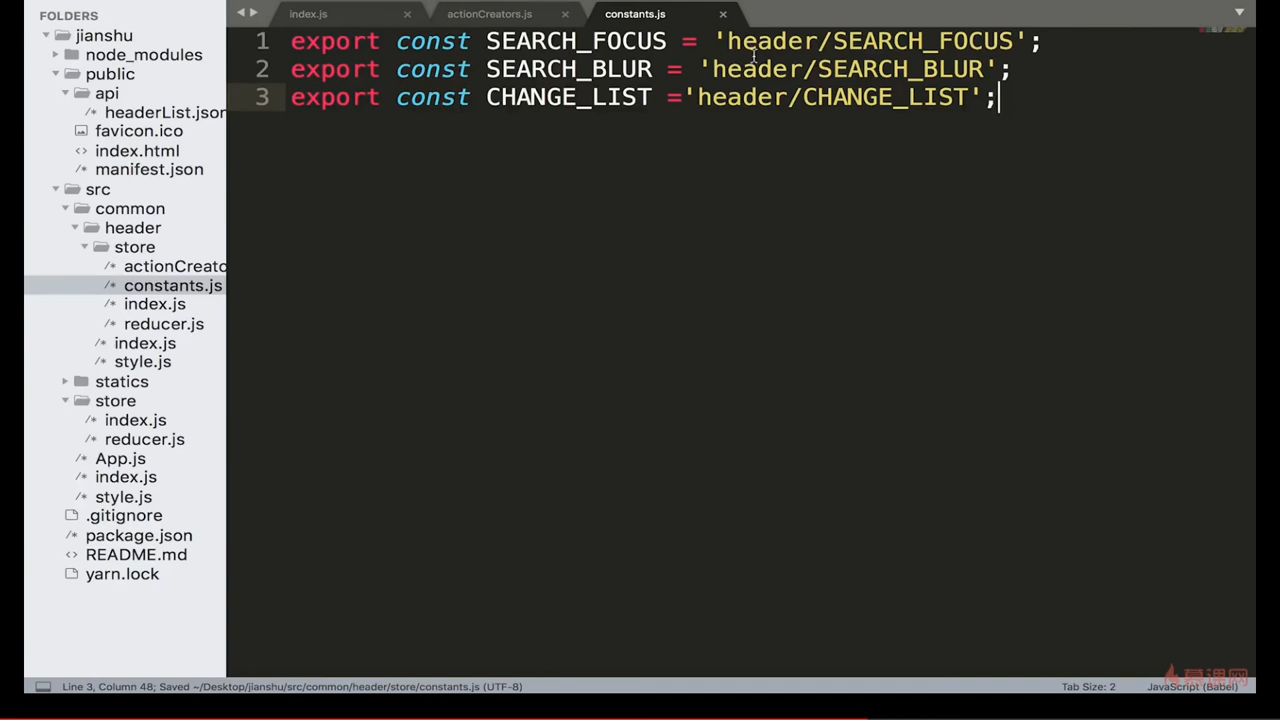 FOLDERS
jianshu
node_modules
public
api
headerList.jsor
favicon.ico
index.html
manifest.json
src
common
header
store
actionCreato
constants.js
index.js
reducer.js
index.js
style.js
statics
store
index.js
reducer.js
App.js
index.js
style.js
.gitignore
package.json
README.md
yarn.lock
index.js
actionCreators.js
constants.js
1 export const SEARCH_FOCUS = 'header/SEARCH_FOCUS';
2 export const SEARCH_BLUR = 'header/SEARCH_BLUR';
3 export const CHANGE_LIST ='header/CHANGE_LIST';
慕课网
Line 3, Column 48; Saved ~/Desktop/jianshu/src/common/header/store/constants.js (UTF-8)
Tab Size: 2
JavaScript (Babel)